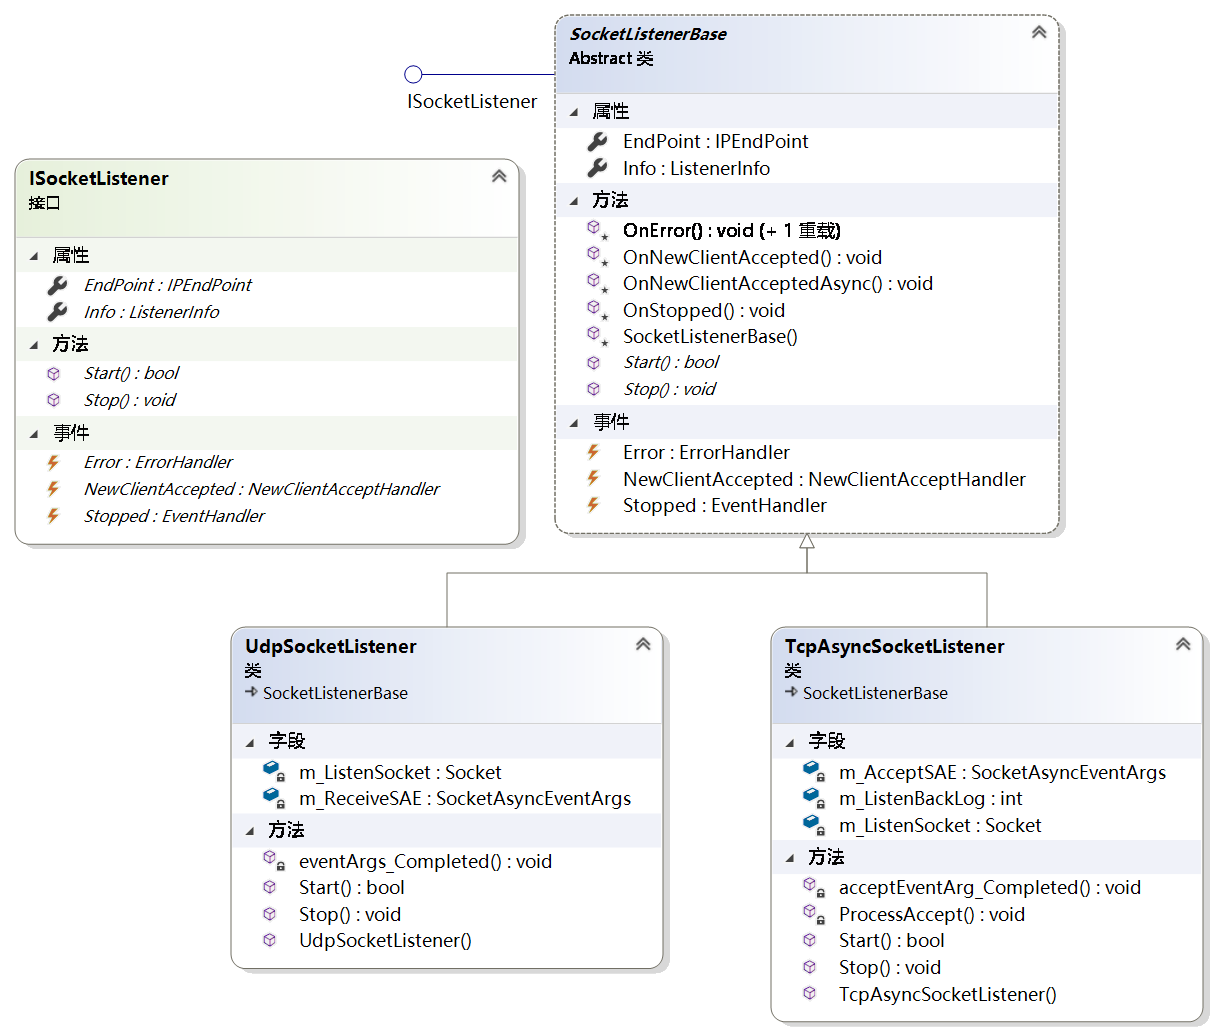 SocketListenerBase
Abstract 类
ISocketListener
属性
EndPoint : IPEndPoint
Info : ListenerInfo
方法
OnError() : void (+ 1 重载)
OnNewClientAccepted() : void
OnNewClientAcceptedAsync() : void
OnStopped() : void
SocketListenerBase()
Start() : bool
Stop() : void
事件
Error : ErrorHandler
NewClientAccepted : NewClientAcceptHandler
Stopped : EventHandler
ISocketListener
接口
属性
EndPoint : IPEndPoint
Info : ListenerInfo
方法
Start() : bool
Stop() : void
事件
Error : ErrorHandler
NewClientAccepted : NewClientAcceptHandler
Stopped : EventHandler
UdpSocketListener
类
SocketListenerBase
字段
m_ListenSocket : Socket
m_ReceiveSAE : SocketAsyncEventArgs
方法
eventArgs_Completed() : void
Start() : bool
Stop() : void
UdpSocketListener()
TcpAsyncSocketListener
类
SocketListenerBase
字段
m_AcceptSAE : SocketAsyncEventArgs
m_ListenBackLog : int
m_ListenSocket : Socket
方法
acceptEventArg_Completed() : void
ProcessAccept() : void
Start() : bool
Stop() : void
TcpAsyncSocketListener()